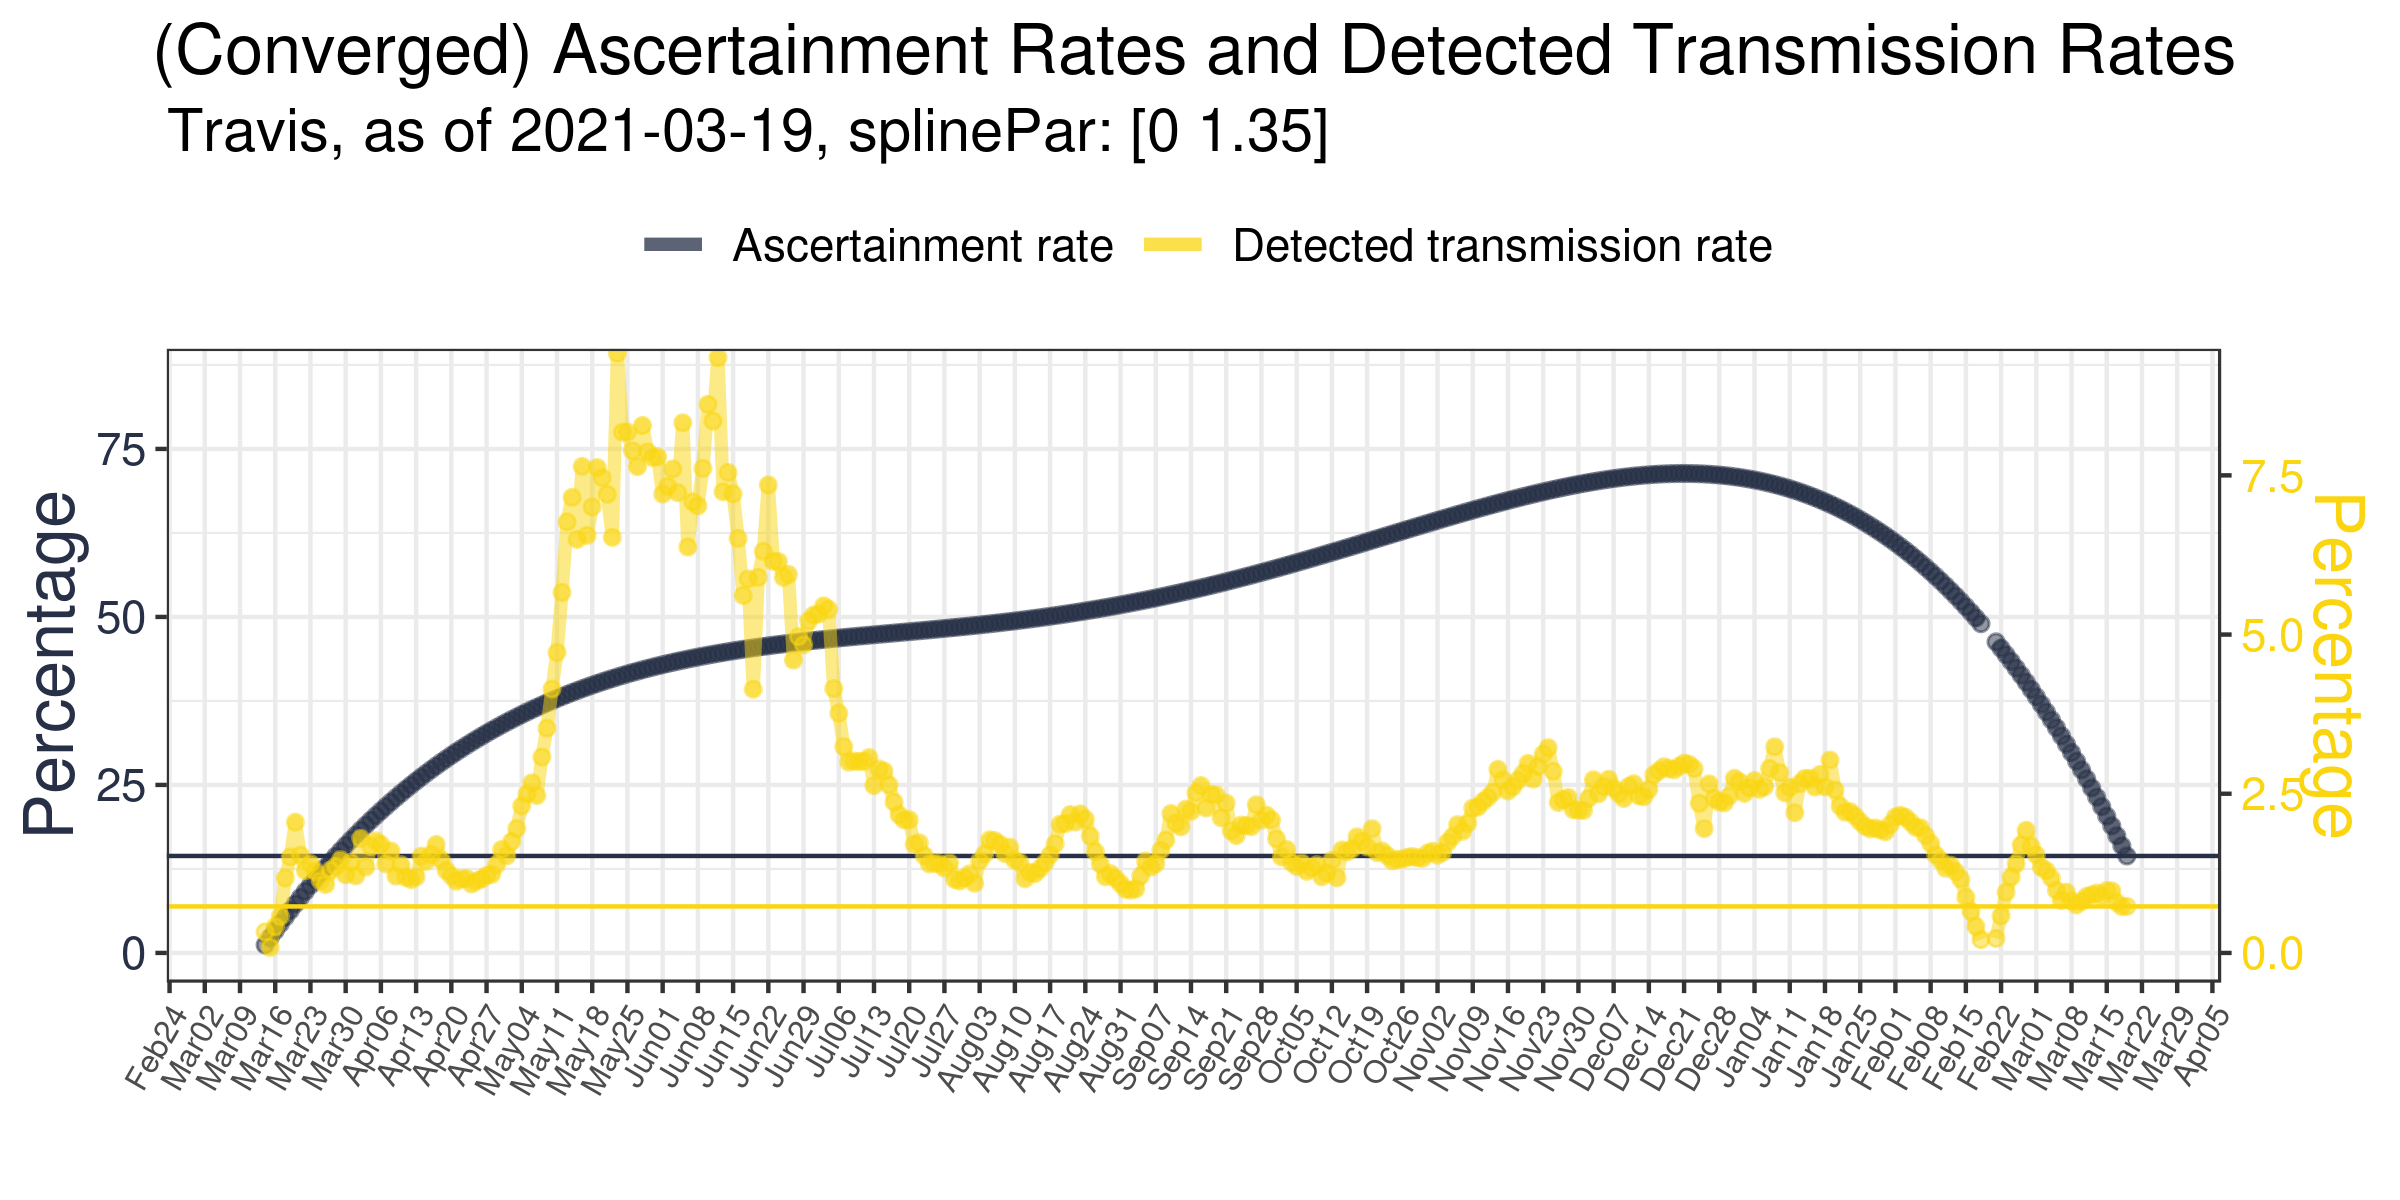 (Converged) Ascertainment Rates and Detected Transmission Rates
Travis, as of 2021-03-19, splinePar: [0 1.35]
Ascertainment rate
Detected transmission rate
Percentage
75
50
25
0
7.5
5.0
2.5
0.0
Percentage
Feb24
Mar02
Mar09
Mar16
Mar23
Mar30
Apr06
Apr13
Apr20
Apr27
May04
May11
May18
May25
Jun01
Jun08
Jun15
Jun22
Jun29
Jul06
Jul13
Jul20
Jul27
Aug03
Aug10
Aug17
Aug24
Aug31
Sep07
Sep14
Sep21
Sep28
Oct05
Oct12
Oct19
Oct26
Nov02
Nov09
Nov16
Nov23
Nov30
Dec07
Dec14
Dec21
Dec28
Jan04
Jan11
Jan18
Jan25
Feb01
Feb08
Feb15
Feb22
Mar01
Mar08
Mar15
Mar22
Mar29
Apr05